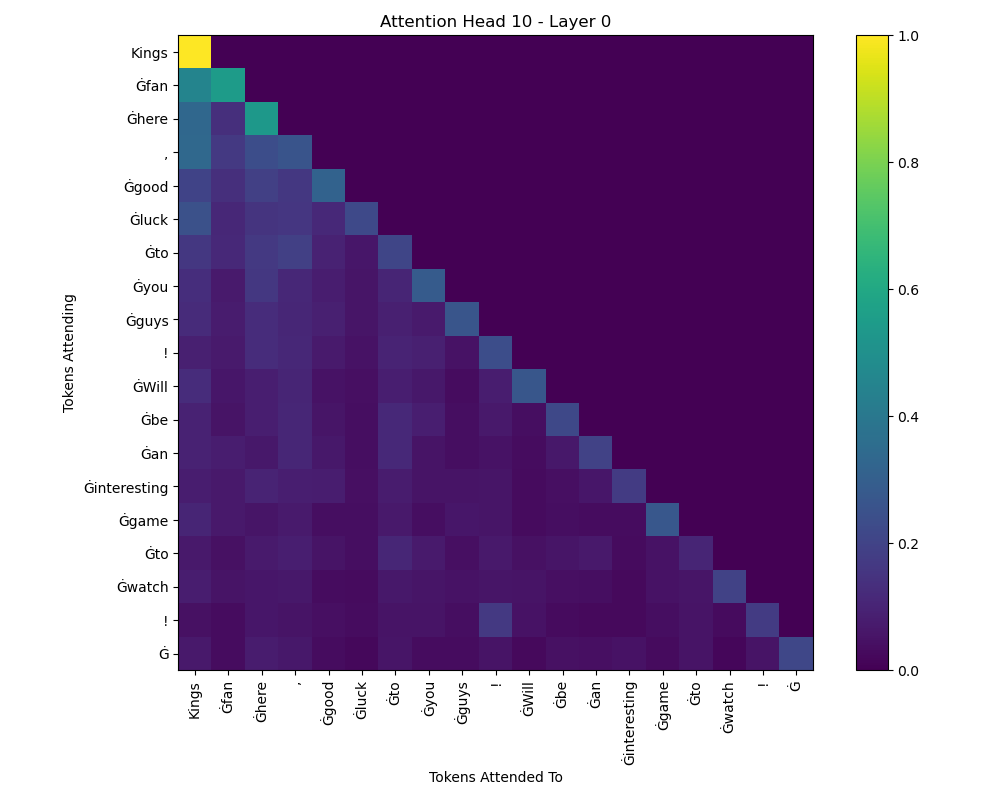 Attention Head 10 - Layer 0
Kings
Ġfan
Ġhere
,
Ġgood
Ġluck
Ġto
Ġyou
Ġguys
!
ĠWill
Ġbe
Ġan
Ġinteresting
Ġgame
Ġto
Ġwatch
!
Ġ
Tokens Attending
Kings
Ġfan
Ġhere
,
Ġgood
Ġluck
Ġto
Ġyou
Ġguys
!
ĠWill
Ġbe
Ġan
Ġinteresting
Ġgame
Ġto
Ġwatch
!
Ġ
Tokens Attended To
1.0
0.8
0.6
0.4
0.2
0.0